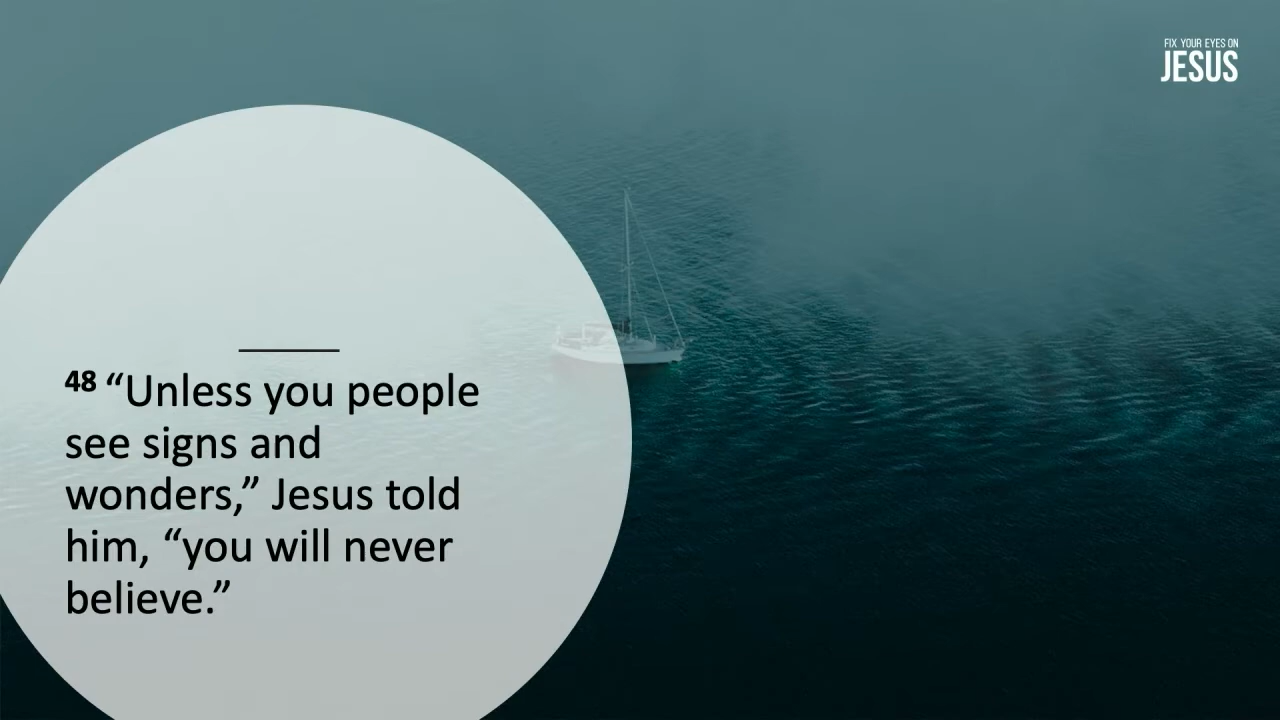 FIX YOUR EYES ON
JESUS
48 “Unless you people
see signs and
wonders,” Jesus told
him, “you will never
believe.”